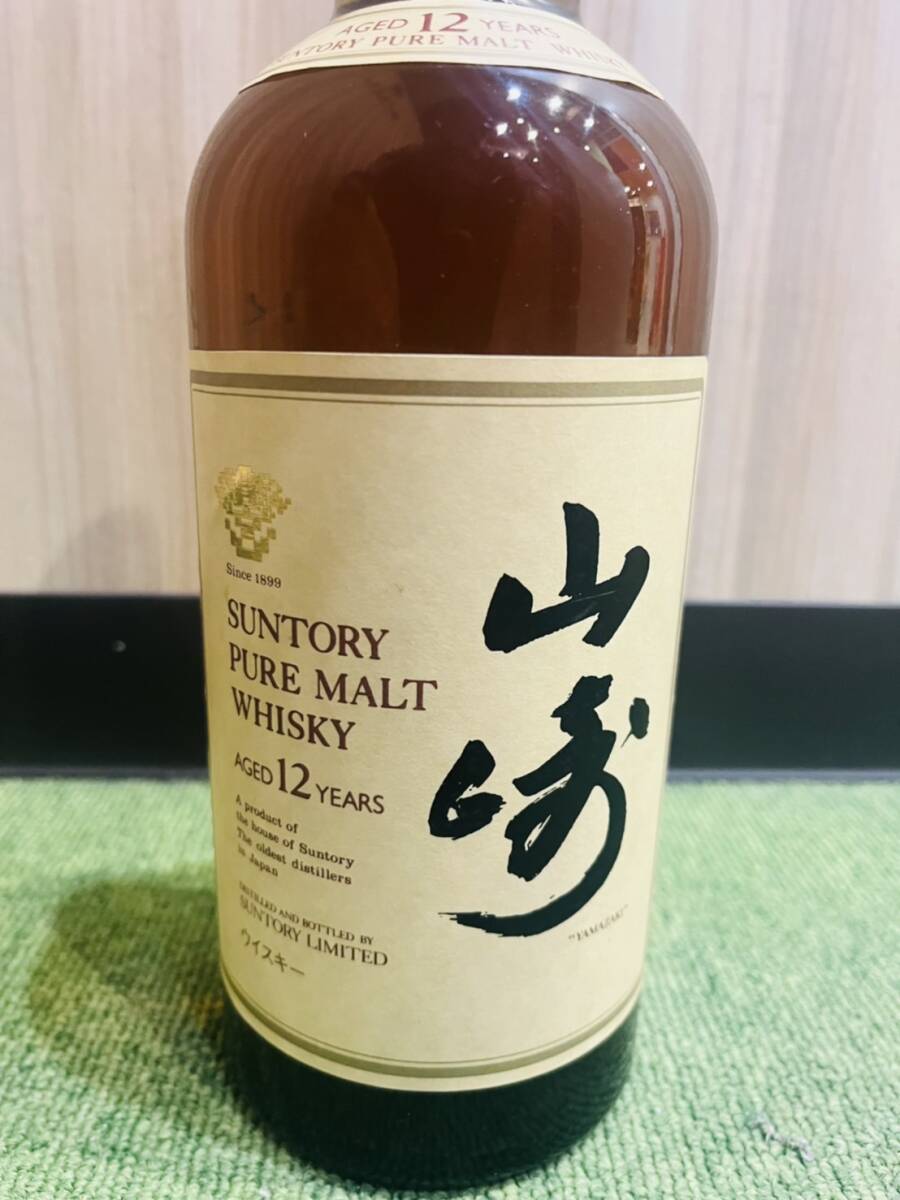 AGED 12 YEARS
SUNTORY PURE MALT WHISKY
Since 1899
SUNTORY
PURE MALT
WHISKY
AGED 12 YEARS
A product of
the house of Suntory
The oldest distillers
in Japan
DISTILLED AND BOTTLED BY
SUNTORY LIMITED
ウイスキー
山崎
"YAMAZAKI"